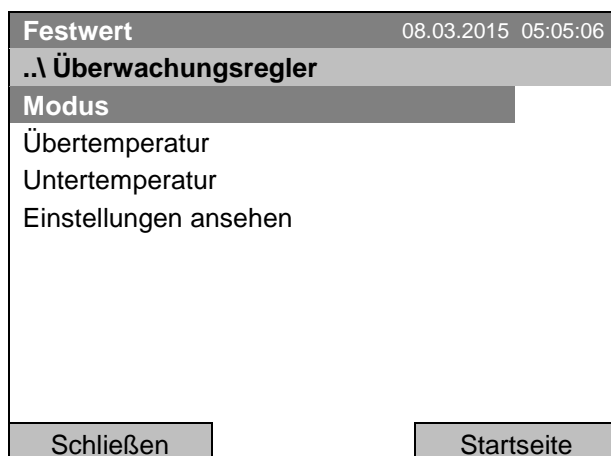 Festwert 08.03.2015 05:05:06
..\ Überwachungsregler
Modus
Übertemperatur
Untertemperatur
Einstellungen ansehen
Schließen Startseite